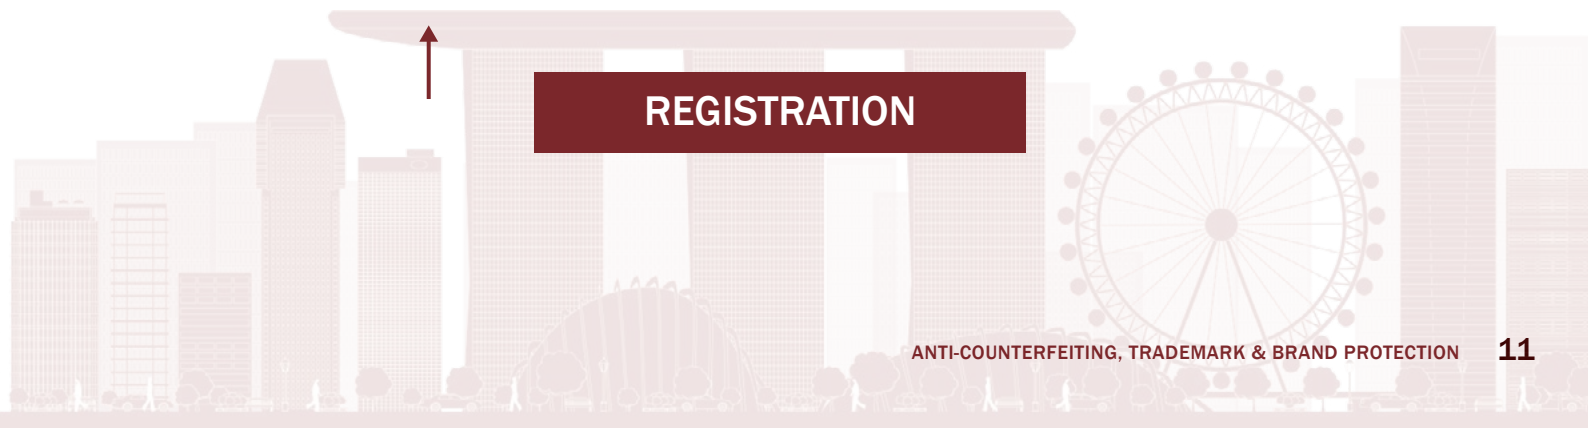 REGISTRATION
ANTI-COUNTERFEITING, TRADEMARK & BRAND PROTECTION 11